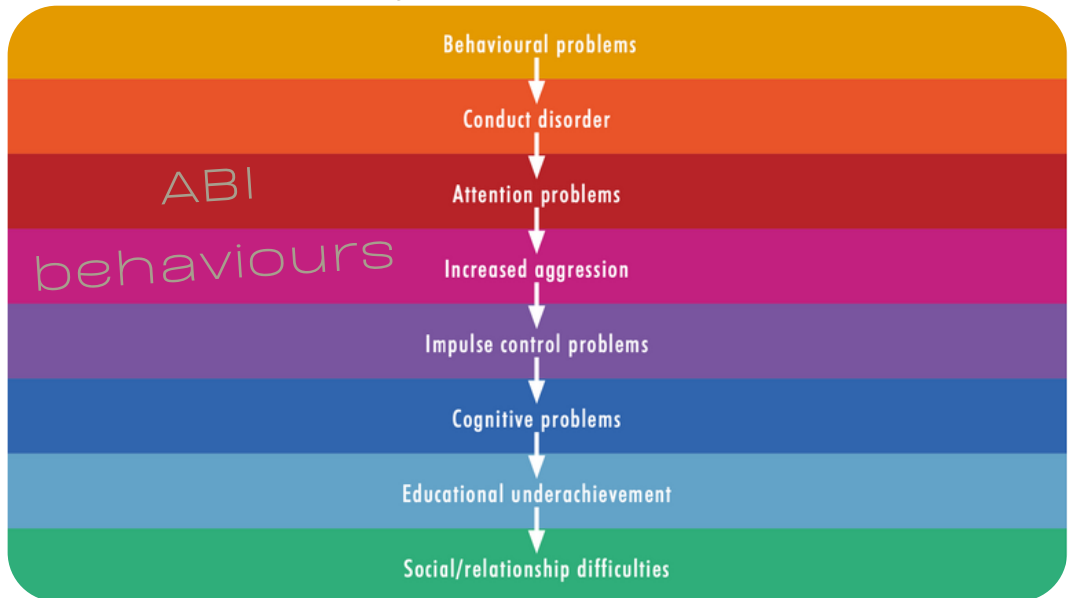 Behavioural problems
Conduct disorder
ABI
Attention problems
behaviours
Increased aggression
Impulse control problems
Cognitive problems
Educational underachievement
Social/relationship difficulties